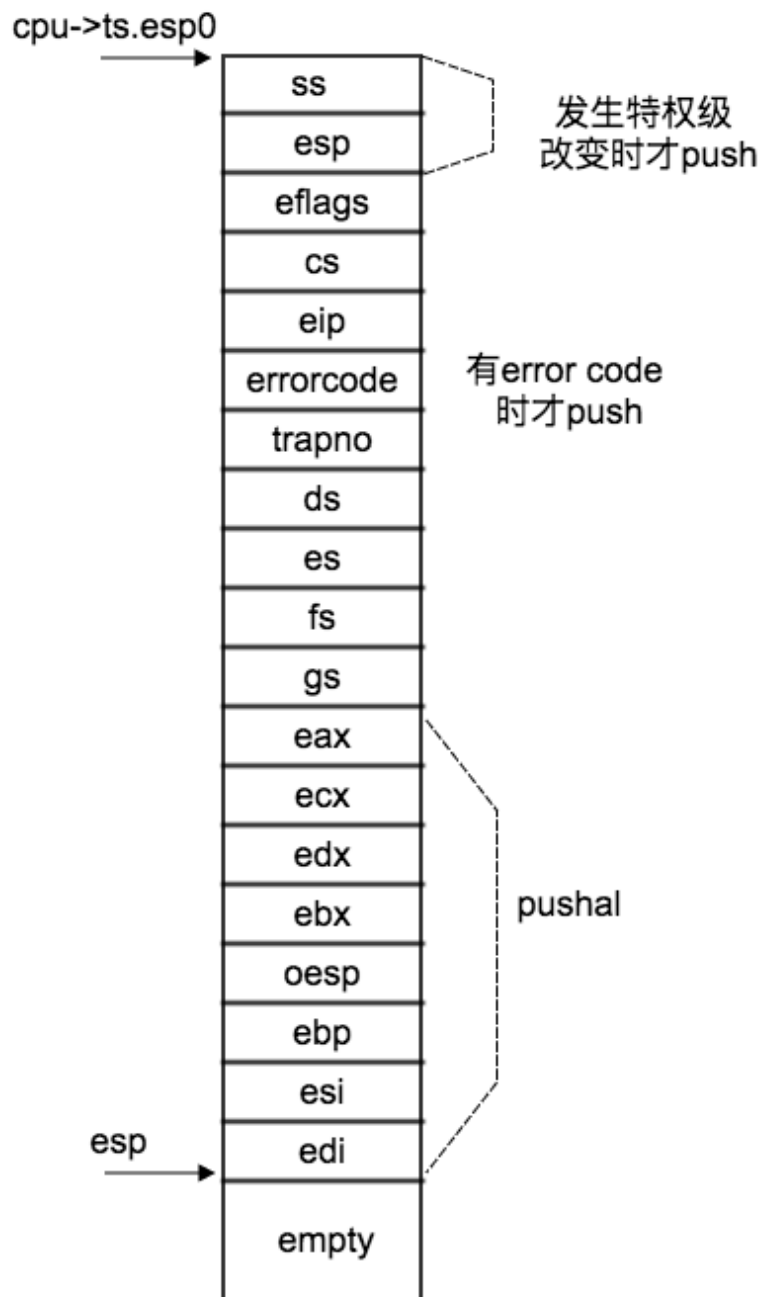 cpu->ts.esp0
ss
esp
发生特权级
改变时才push
eflags
cs
eip
errorcode
有error code
时才push
trapno
ds
es
fs
gs
eax
ecx
edx
ebx
pushal
oesp
ebp
esi
esp
edi
empty